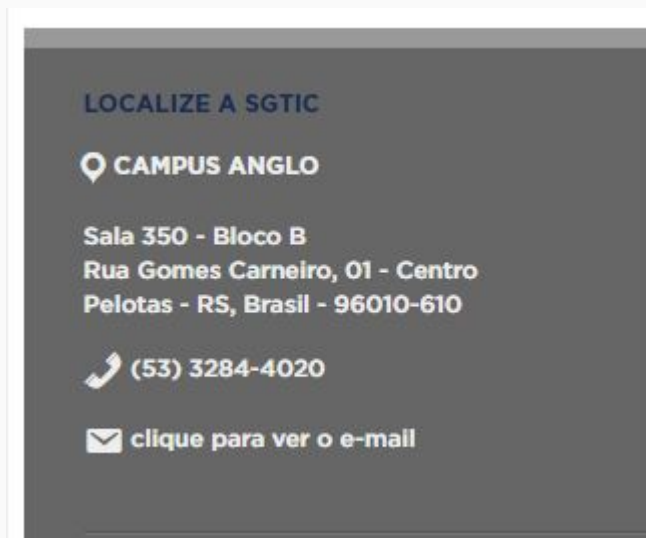 LOCALIZE A SGTIC
CAMPUS ANGLO
Sala 350 - Bloco B
Rua Gomes Carneiro, 01 - Centro
Pelotas - RS, Brasil - 96010-610
(53) 3284-4020
clique para ver o e-mail